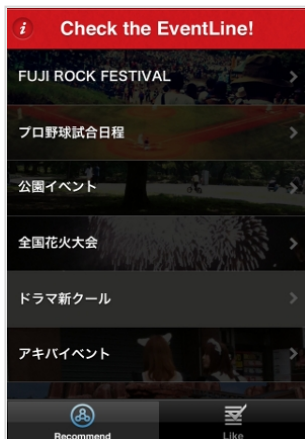 i
Check the EventLine!
FUJI ROCK FESTIVAL
プロ野球試合日程
公園イベント
全国花火大会
ドラマ新クール
アキバイベント
Recommend
Like